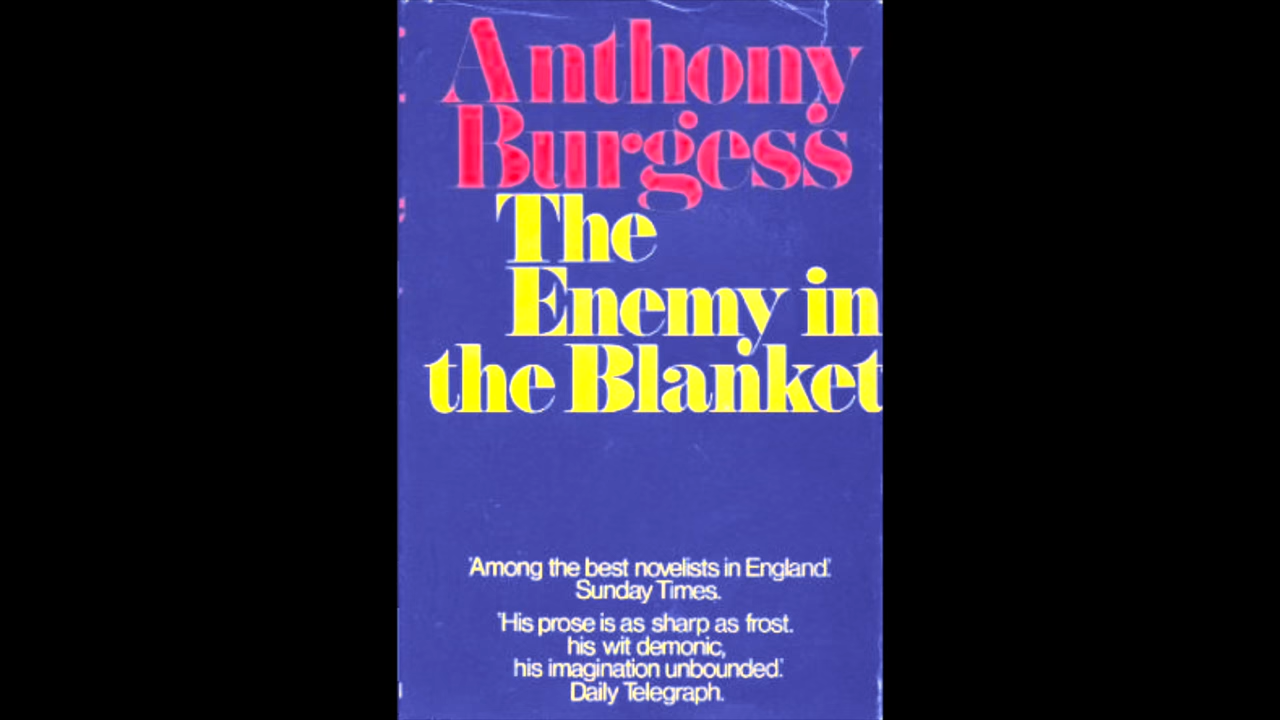 Anthony
Burgess
The
Enemy in
the Blanket
'Among the best novelists in England.'
Sunday Times.
'His prose is as sharp as frost.
his wit demonic,
his imagination unbounded.'
Daily Telegraph.